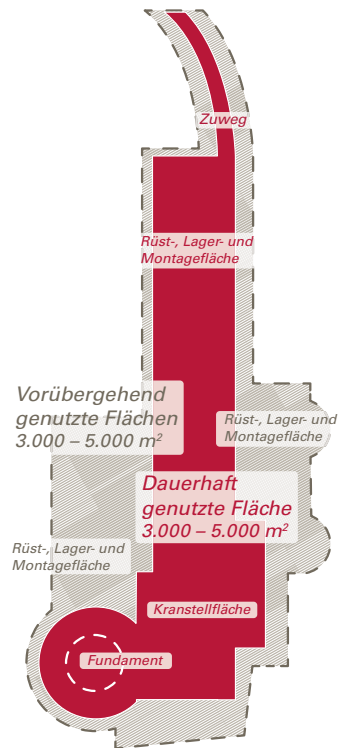 Zuweg
Rüst-, Lager- und
Montagefläche
Vorübergehend
genutzte Flächen
3.000 – 5.000 m²
Rüst-, Lager- und
Montagefläche
Dauerhaft
genutzte Fläche
3.000 – 5.000 m²
Rüst-, Lager- und
Montagefläche
Kranstellfläche
Fundament